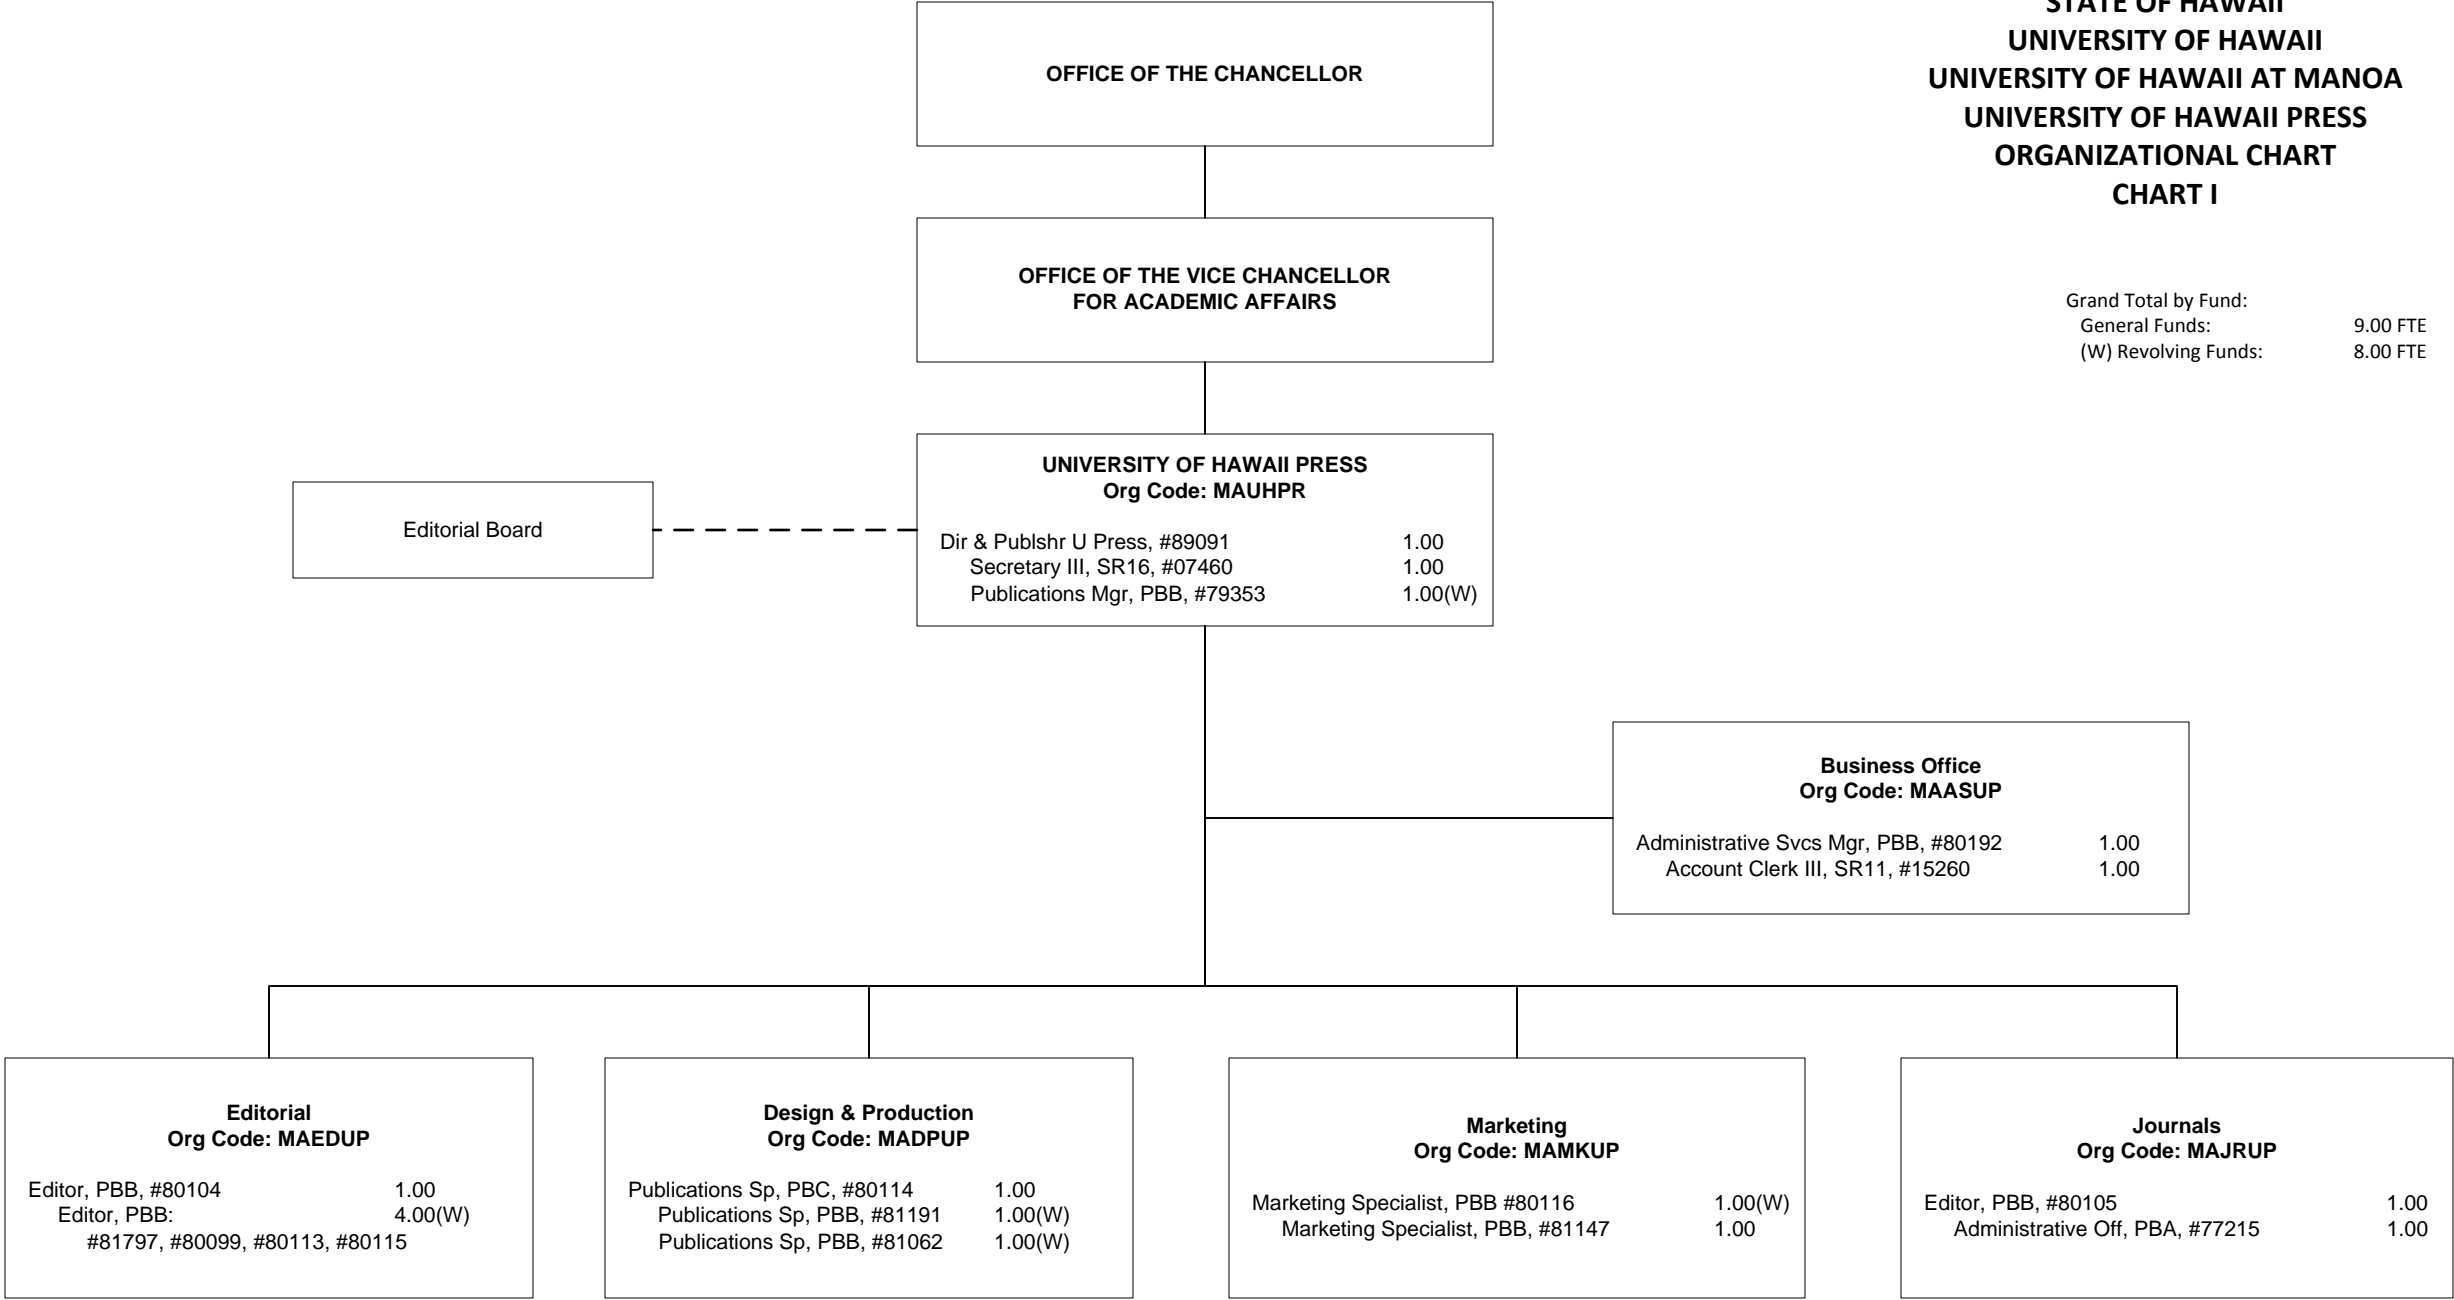 STATE OF HAWAII
UNIVERSITY OF HAWAII
UNIVERSITY OF HAWAII AT MANOA
UNIVERSITY OF HAWAII PRESS
ORGANIZATIONAL CHART
CHART I
Grand Total by Fund:
General Funds: 9.00 FTE
(W) Revolving Funds: 8.00 FTE
OFFICE OF THE CHANCELLOR
OFFICE OF THE VICE CHANCELLOR
FOR ACADEMIC AFFAIRS
UNIVERSITY OF HAWAII PRESS
Org Code: MAUHPR
Dir & Publshr U Press, #89091 1.00
Secretary III, SR16, #07460 1.00
Publications Mgr, PBB, #79353 1.00(W)
Editorial Board
Business Office
Org Code: MAASUP
Administrative Svcs Mgr, PBB, #80192 1.00
Account Clerk III, SR11, #15260 1.00
Editorial
Org Code: MAEDUP
Editor, PBB, #80104 1.00
Editor, PBB: 4.00(W)
#81797, #80099, #80113, #80115
Design & Production
Org Code: MADPUP
Publications Sp, PBC, #80114 1.00
Publications Sp, PBB, #81191 1.00(W)
Publications Sp, PBB, #81062 1.00(W)
Marketing
Org Code: MAMKUP
Marketing Specialist, PBB #80116 1.00(W)
Marketing Specialist, PBB, #81147 1.00
Journals
Org Code: MAJRUP
Editor, PBB, #80105 1.00
Administrative Off, PBA, #77215 1.00